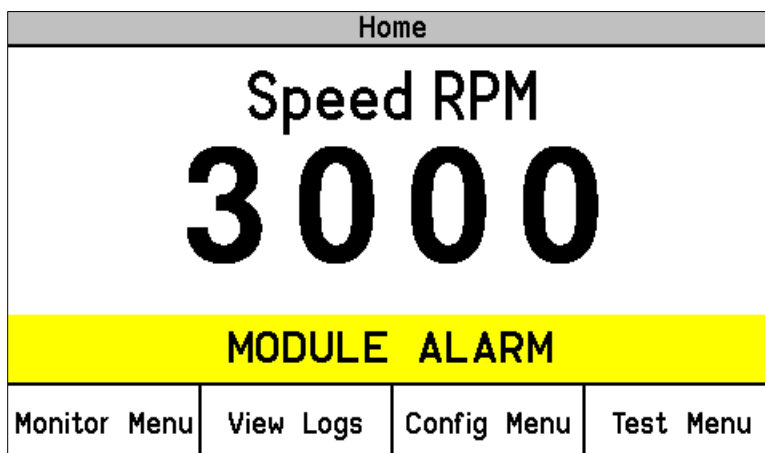 Home
Speed RPM
3000
MODULE ALARM
Monitor Menu View Logs Config Menu Test Menu